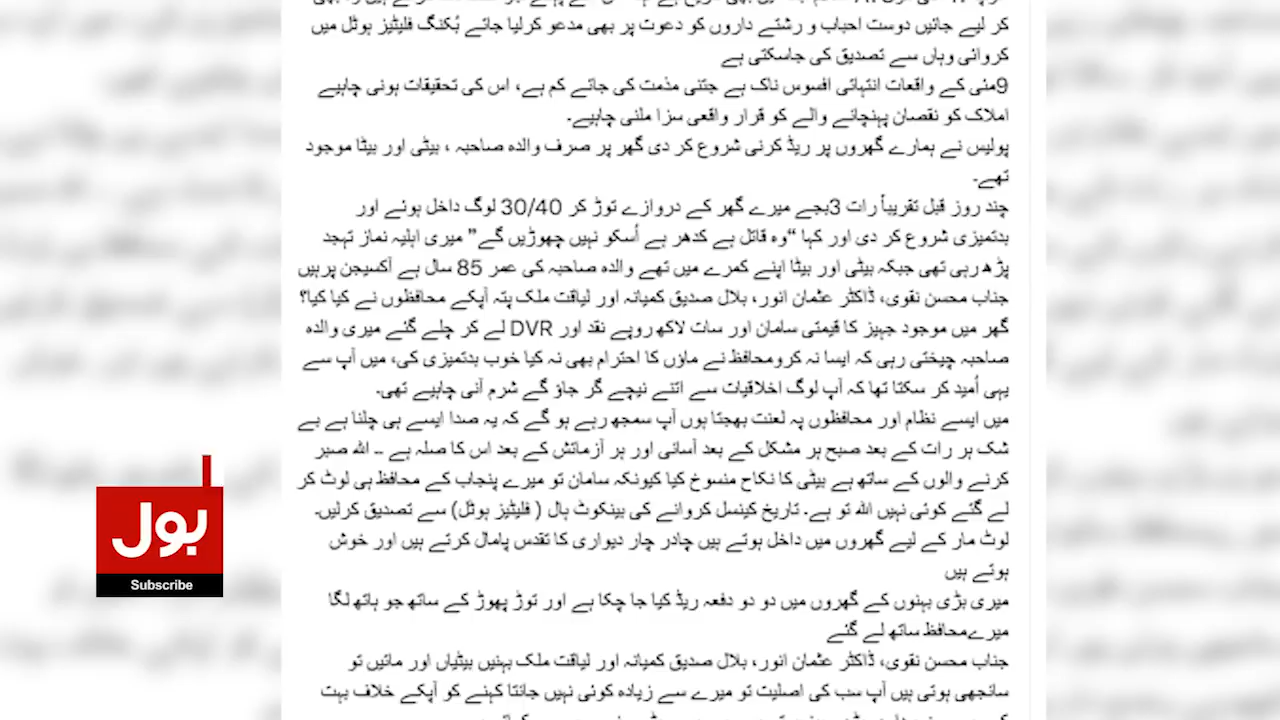 کر لیے جائیں دوست احباب و رشتے داروں کو دعوت پر بھی مدعو کرلیا جائے بُکنگ فلیٹیز ہوٹل میں
کروائی وہاں سے تصدیق کی جاسکتی ہے
9مئی کے واقعات انتہائی افسوس ناک ہے جتنی مذمت کی جائے کم ہے، اس کی تحقیقات ہونی چاہیے
املاک کو نقصان پہنچانے والے کو قرار واقعی سزا ملنی چاہیے۔
پولیس نے ہمارے گھروں پر ریڈ کرنی شروع کر دی گھر پر صرف والدہ صاحبہ ، بیٹی اور بیٹا موجود
تھے۔
چند روز قبل تقریباً رات 3بجے میرے گھر کے دروازے توڑ کر 30/40 لوگ داخل ہوئے اور
بدتمیزی شروع کر دی اور کہا “وہ قاتل ہے کدھر ہے اُسکو نہیں چھوڑیں گے” میری اہلیہ نماز تہجد
پڑھ رہی تھی جبکہ بیٹی اور بیٹا اپنے کمرے میں تھے والدہ صاحبہ کی عمر 85 سال ہے آکسیجن پرہیں
جناب محسن نقوی، ڈاکٹر عثمان انور، بلال صدیق کمیانہ اور لیاقت ملک پتہ آپکے محافظوں نے کیا کیا؟
گھر میں موجود جہیز کا قیمتی سامان اور سات لاکھ روپے نقد اور DVR لے کر چلے گئے میری والدہ
صاحبہ چیختی رہی کہ ایسا نہ کرومحافظ نے ماؤں کا احترام بھی نہ کیا خوب بدتمیزی کی، میں آپ سے
یہی اُمید کر سکتا تھا کہ آپ لوگ اخلاقیات سے اتنے نیچے گر جاؤ گے شرم آنی چاہیے تھی۔
میں ایسے نظام اور محافظوں پہ لعنت بھیجتا ہوں آپ سمجھ رہے ہو گے کہ یہ صدا ایسے ہی چلنا ہے بے
شک ہر رات کے بعد صبح ہر مشکل کے بعد آسانی اور ہر آزمائش کے بعد اس کا صلہ ہے ۔۔ اللہ صبر
کرنے والوں کے ساتھ ہے بیٹی کا نکاح منسوخ کیا کیونکہ سامان تو میرے پنجاب کے محافظ ہی لوٹ کر
لے گئے کوئی نہیں اللہ تو ہے۔ تاریخ کینسل کروانے کی بینکوٹ ہال ( فلیٹیز ہوٹل) سے تصدیق کرلیں۔
لوٹ مار کے لیے گھروں میں داخل ہوتے ہیں چادر چار دیواری کا تقدس پامال کرتے ہیں اور خوش
ہوتے ہیں
میری بڑی بہنوں کے گھروں میں دو دو دفعہ ریڈ کیا جا چکا ہے اور توڑ پھوڑ کے ساتھ جو ہاتھ لگا
میرےمحافظ ساتھ لے گئے
جناب محسن نقوی، ڈاکٹر عثمان انور، بلال صدیق کمیانہ اور لیاقت ملک بہنیں بیٹیاں اور مائیں تو
سانجھی ہوتی ہیں آپ سب کی اصلیت تو میرے سے زیادہ کوئی نہیں جانتا کہنے کو آپکے خلاف بہت
بول
Subscribe